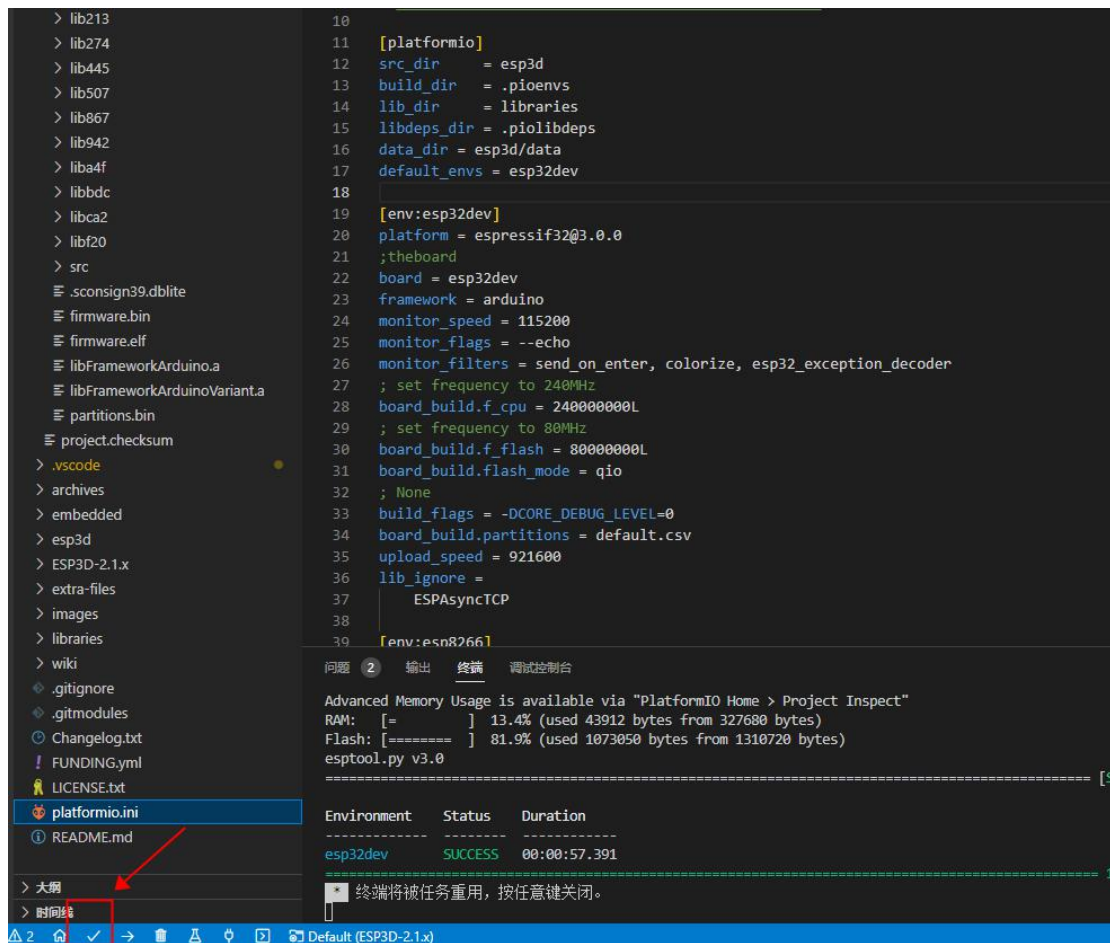 lib213
lib274
lib445
lib507
lib867
lib942
liba4f
libbdc
libca2
libf20
src
.sconsign39.dblite
firmware.bin
firmware.elf
libFrameworkArduino.a
libFrameworkArduinoVariant.a
partitions.bin
project.checksum
.vscode
archives
embedded
esp3d
ESP3D-2.1.x
extra-files
images
libraries
wiki
.gitignore
.gitmodules
Changelog.txt
FUNDING.yml
LICENSE.txt
platformio.ini
README.md
大纲
时间线
10
11 [platformio]
12 src_dir = esp3d
13 build_dir = .pioenvs
14 lib_dir = libraries
15 libdeps_dir = .piolibdeps
16 data_dir = esp3d/data
17 default_envs = esp32dev
18
19 [env:esp32dev]
20 platform = espressif32@3.0.0
21 ;theboard
22 board = esp32dev
23 framework = arduino
24 monitor_speed = 115200
25 monitor_flags = --echo
26 monitor_filters = send_on_enter, colorize, esp32_exception_decoder
27 ; set frequency to 240MHz
28 board_build.f_cpu = 240000000L
29 ; set frequency to 80MHz
30 board_build.f_flash = 80000000L
31 board_build.flash_mode = qio
32 ; None
33 build_flags = -DCORE_DEBUG_LEVEL=0
34 board_build.partitions = default.csv
35 upload_speed = 921600
36 lib_ignore =
37 ESPAsyncTCP
38
39 [env:esp8266]
问题 2 输出 终端 调试控制台
Advanced Memory Usage is available via "PlatformIO Home > Project Inspect"
RAM: [= ] 13.4% (used 43912 bytes from 327680 bytes)
Flash: [======== ] 81.9% (used 1073050 bytes from 1310720 bytes)
esptool.py v3.0
Environment Status Duration
------------- -------- ------------
esp32dev SUCCESS 00:00:57.391
* 终端将被任务重用，按任意键关闭。
2 Default (ESP3D-2.1.x)